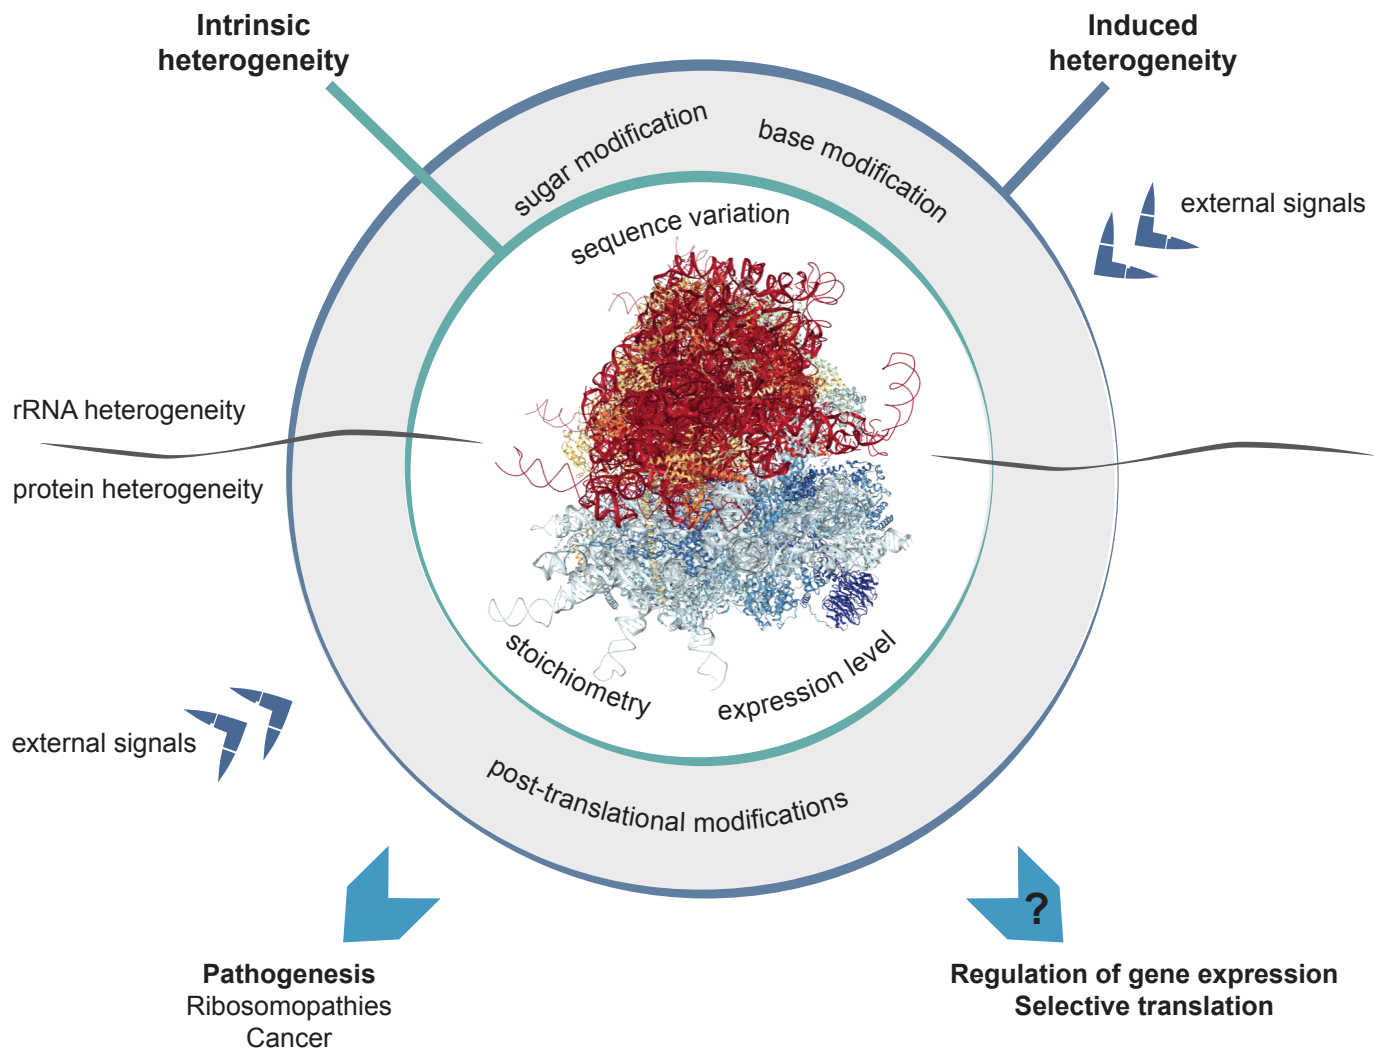 Intrinsic
heterogeneity
Induced
heterogeneity
sugar modification
base modification
external signals
sequence variation
rRNA heterogeneity
protein heterogeneity
stoichiometry
expression level
external signals
post-translational modifications
?
Pathogenesis
Ribosomopathies
Cancer
Regulation of gene expression
Selective translation